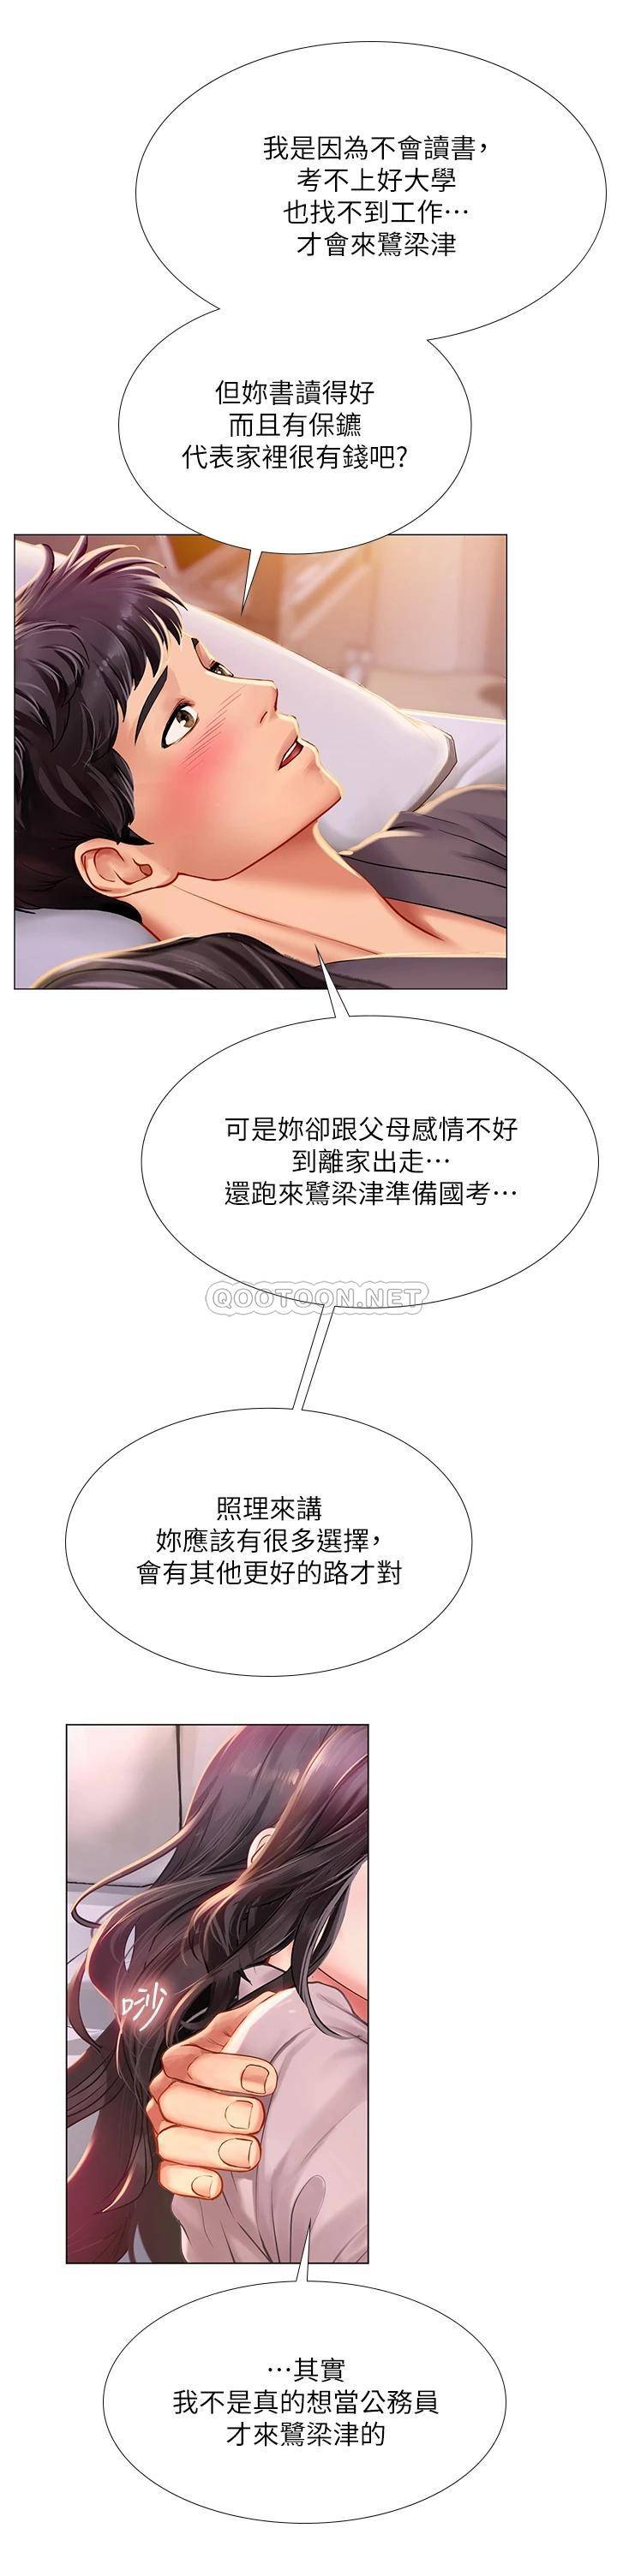 我是因為不會讀書，
考不上好大學
也找不到工作⋯
才會來鷺梁津
但妳書讀得好
而且有保鑣
代表家裡很有錢吧?
可是妳卻跟父母感情不好
到離家出走⋯
還跑來鷺梁津準備國考⋯
QOOTOON.NET
照理來講
妳應該有很多選擇，
會有其他更好的路才對
唦
⋯其實
我不是真的想當公務員
才來鷺梁津的